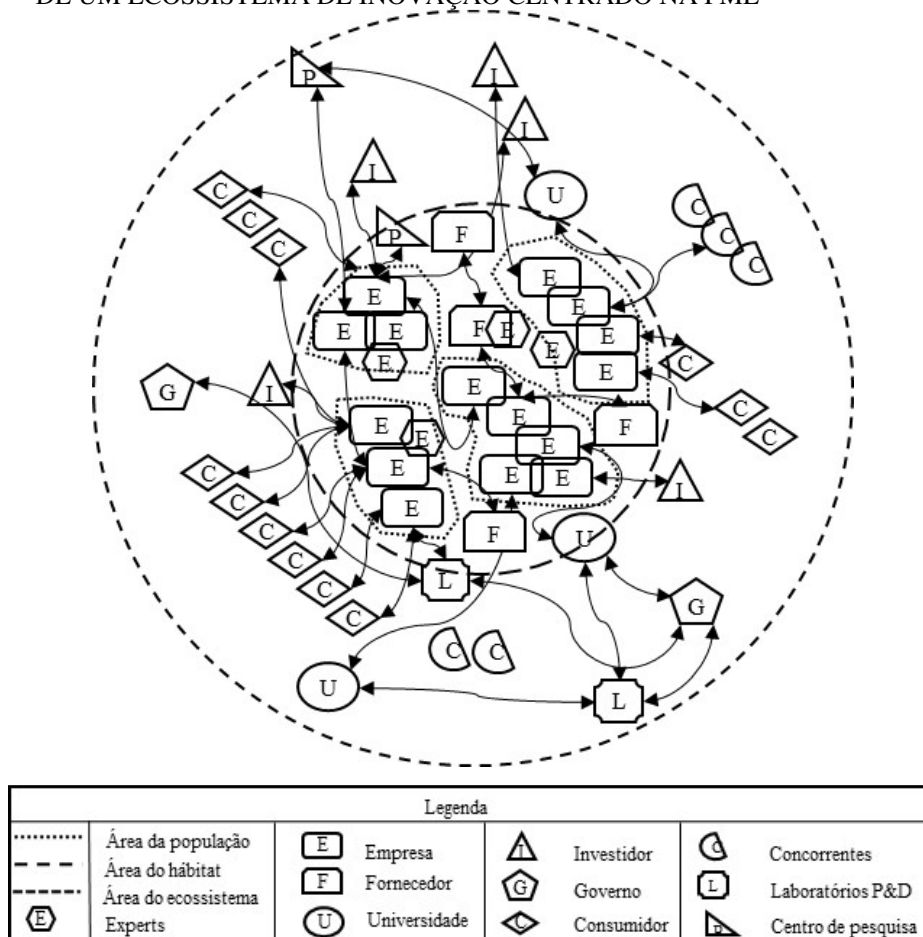 DE UM ECOSSISTEMA DE INOVAÇÃO CENTRADO NA PME
P I
I
I
C U C
C P F C
C C
E
E E
E E F E E
E E C
E
G I E
E C
E E E F C
C E E E I
C E
C F U
C
L
C
G
C
C C
U L
Legenda
Área da população E Empresa I Investidor C Concorrentes
Área do hábitat F Fornecedor G Governo L Laboratórios P&D
Área do ecossistema
E Experts U Universidade C Consumidor P Centro de pesquisa